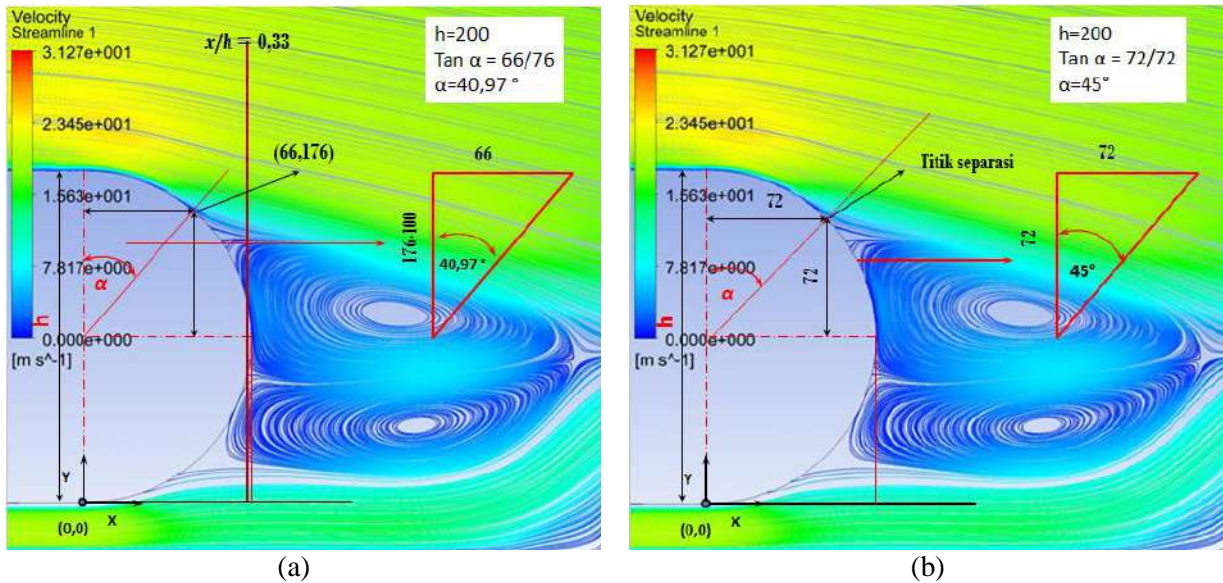 Velocity
Streamline 1
3.127e+001
2.345e+001
1.563e+001
7.817e+000
0.000e+000
[m s^-1]
x/h = 0,33
h=200
Tan α = 66/76
α=40,97 °
(66,176)
66
176-100
40,97 °
α
h
Y
X
(0,0)
(a)
Velocity
Streamline 1
3.127e+001
2.345e+001
1.563e+001
7.817e+000
0.000e+000
[m s^-1]
h=200
Tan α = 72/72
α=45°
Titik separasi
72
72
72
72
45°
α
h
Y
X
(0,0)
(b)